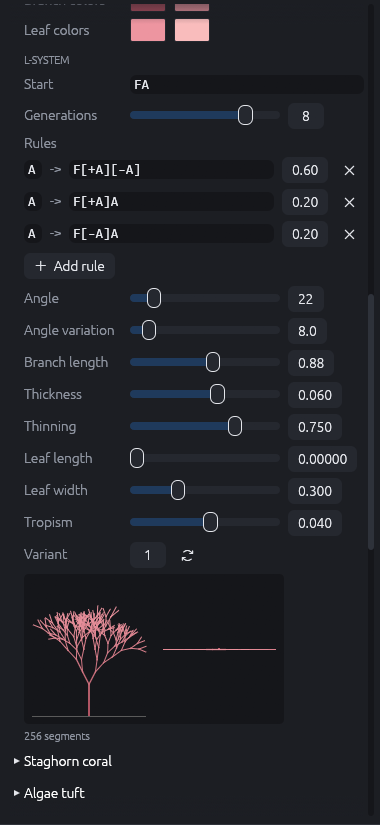 Leaf colors
L-SYSTEM
Start FA
Generations 8
Rules
A -> F[+A][-A] 0.60 ×
A -> F[+A]A 0.20 ×
A -> F[-A]A 0.20 ×
+ Add rule
Angle 22
Angle variation 8.0
Branch length 0.88
Thickness 0.060
Thinning 0.750
Leaf length 0.00000
Leaf width 0.300
Tropism 0.040
Variant 1
256 segments
Staghorn coral
Algae tuft